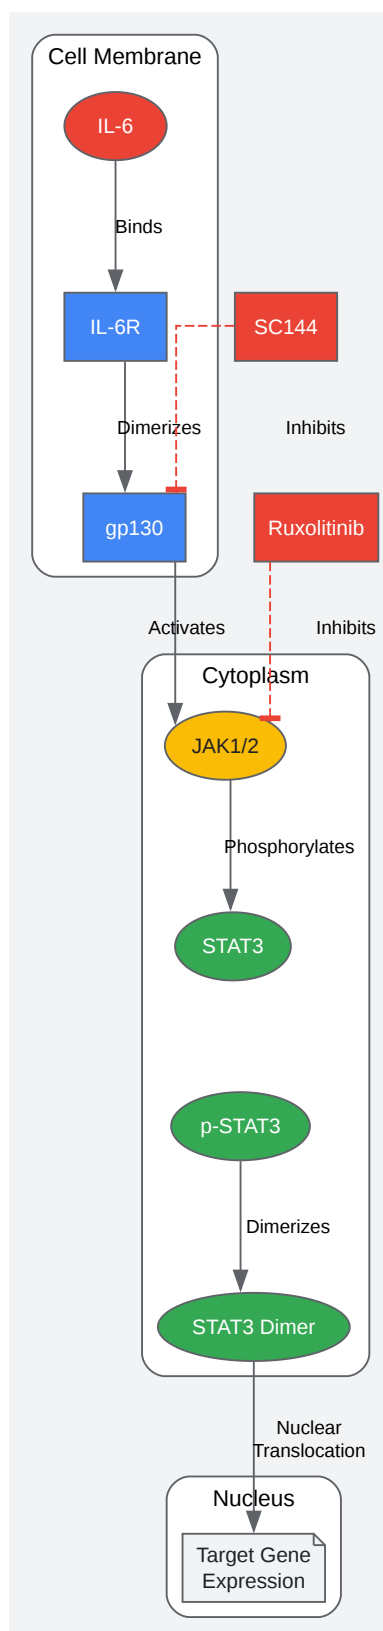 Cell Membrane
IL-6
Binds
IL-6R
SC144
Dimerizes
Inhibits
gp130
Ruxolitinib
Activates
Inhibits
Cytoplasm
JAK1/2
Phosphorylates
STAT3
p-STAT3
Dimerizes
STAT3 Dimer
Nuclear
Translocation
Nucleus
Target Gene
Expression